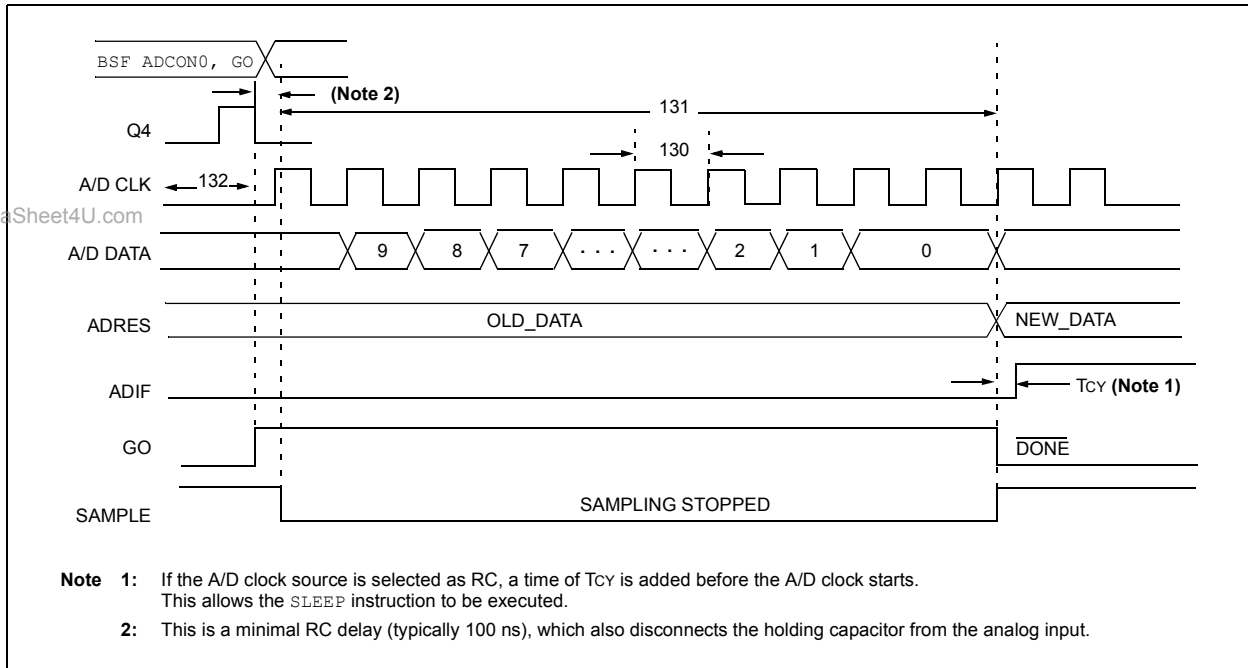 BSF ADCON0, GO
(Note 2)
131
Q4
130
A/D CLK
132
aSheet4U.com
A/D DATA
9 8 7 · · · · · · 2 1 0
ADRES
OLD_DATA
NEW_DATA
ADIF
TCY (Note 1)
GO
DONE
SAMPLE
SAMPLING STOPPED
Note 1: If the A/D clock source is selected as RC, a time of TCY is added before the A/D clock starts.
This allows the SLEEP instruction to be executed.
2: This is a minimal RC delay (typically 100 ns), which also disconnects the holding capacitor from the analog input.